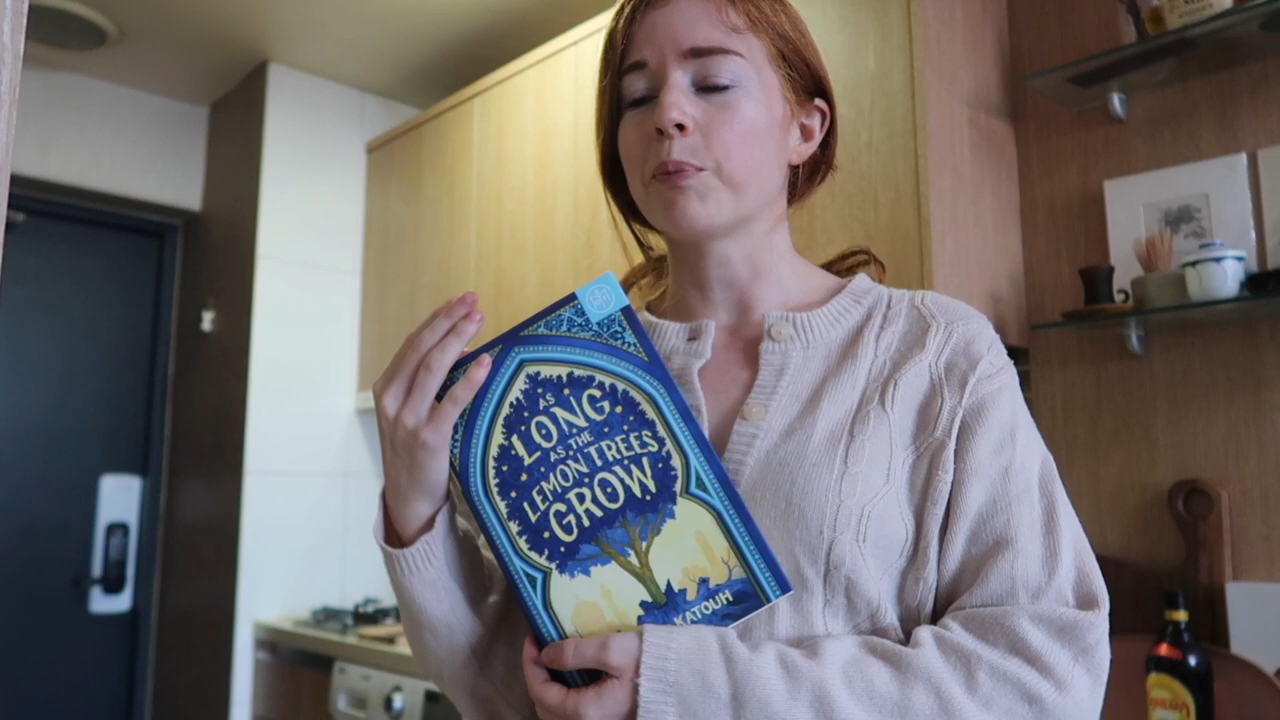 AS
LONG
AS THE
LEMON TREES
GROW
KATOUH